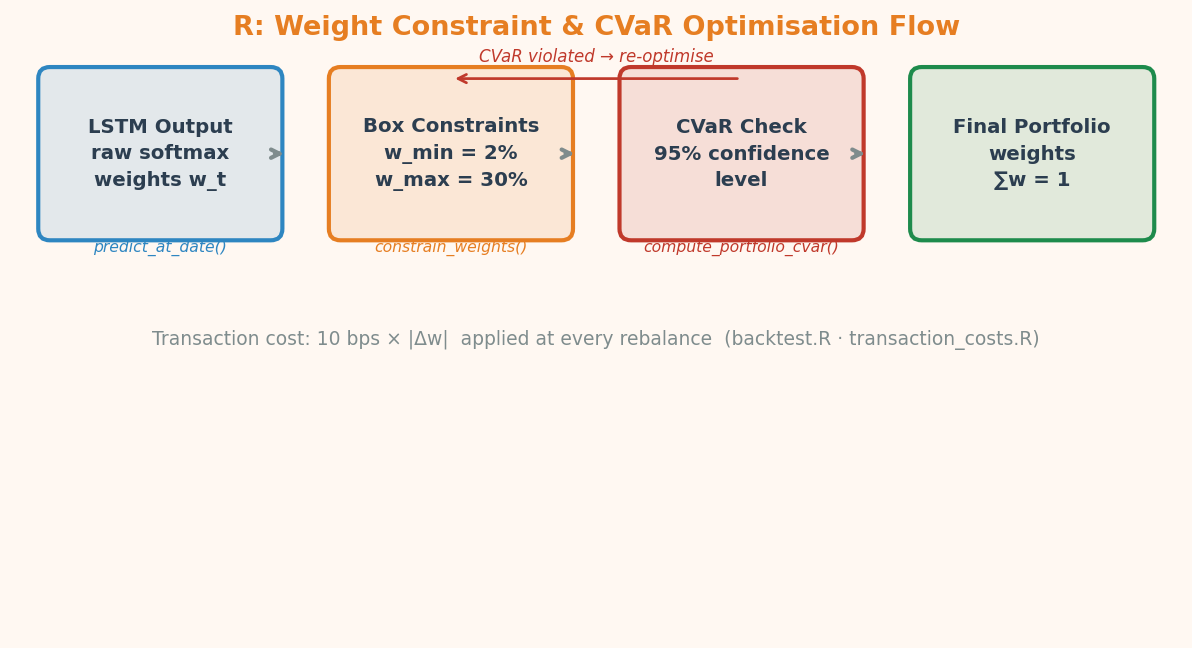 R: Weight Constraint & CVaR Optimisation Flow
CVaR violated → re-optimise
LSTM Output
raw softmax
weights w_t
predict_at_date()
Box Constraints
w_min = 2%
w_max = 30%
constrain_weights()
CVaR Check
95% confidence
level
compute_portfolio_cvar()
Final Portfolio
weights
∑w = 1
Transaction cost: 10 bps × |Δw|  applied at every rebalance  (backtest.R · transaction_costs.R)